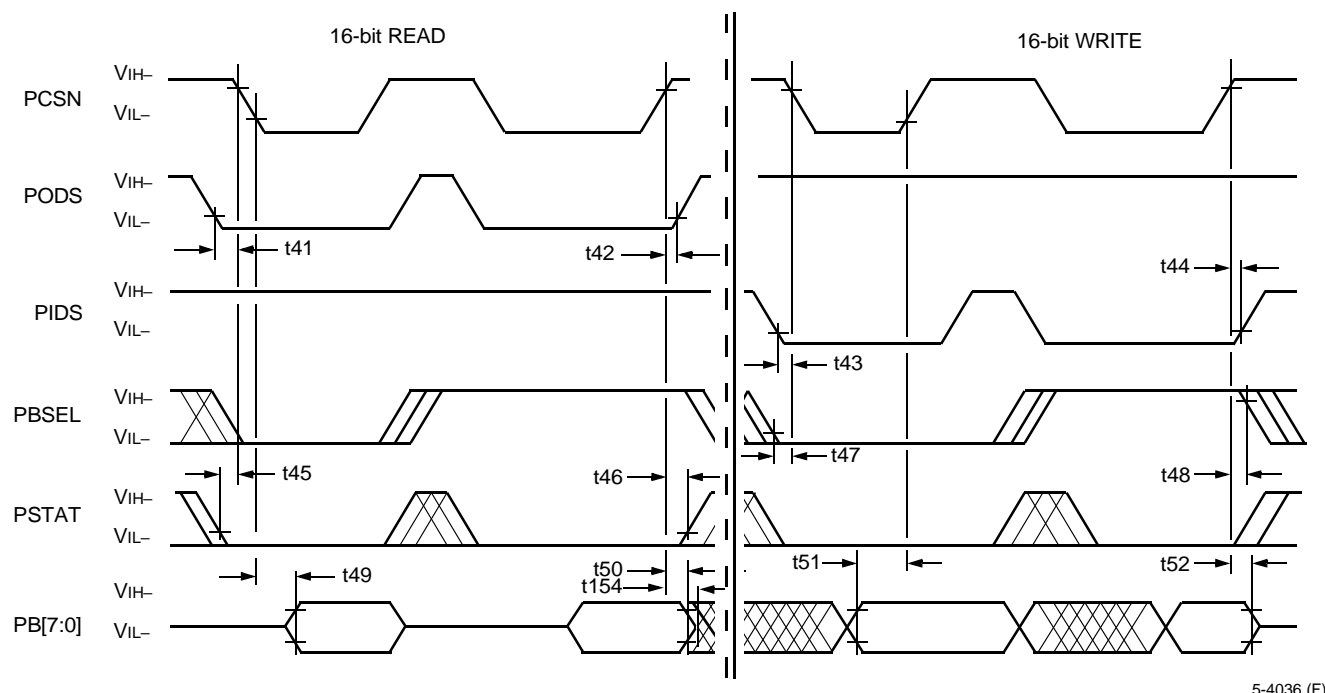 16-bit READ
16-bit WRITE
PCSN
VIH–
VIL–
PODS
VIH–
VIL–
t41
t42
t44
PIDS
VIH–
VIL–
t43
PBSEL
VIH–
VIL–
t45
t46
t47
t48
PSTAT
VIH–
VIL–
t49
t50
t154
t51
t52
PB[7:0]
VIH–
VIL–
5-4036 (F)